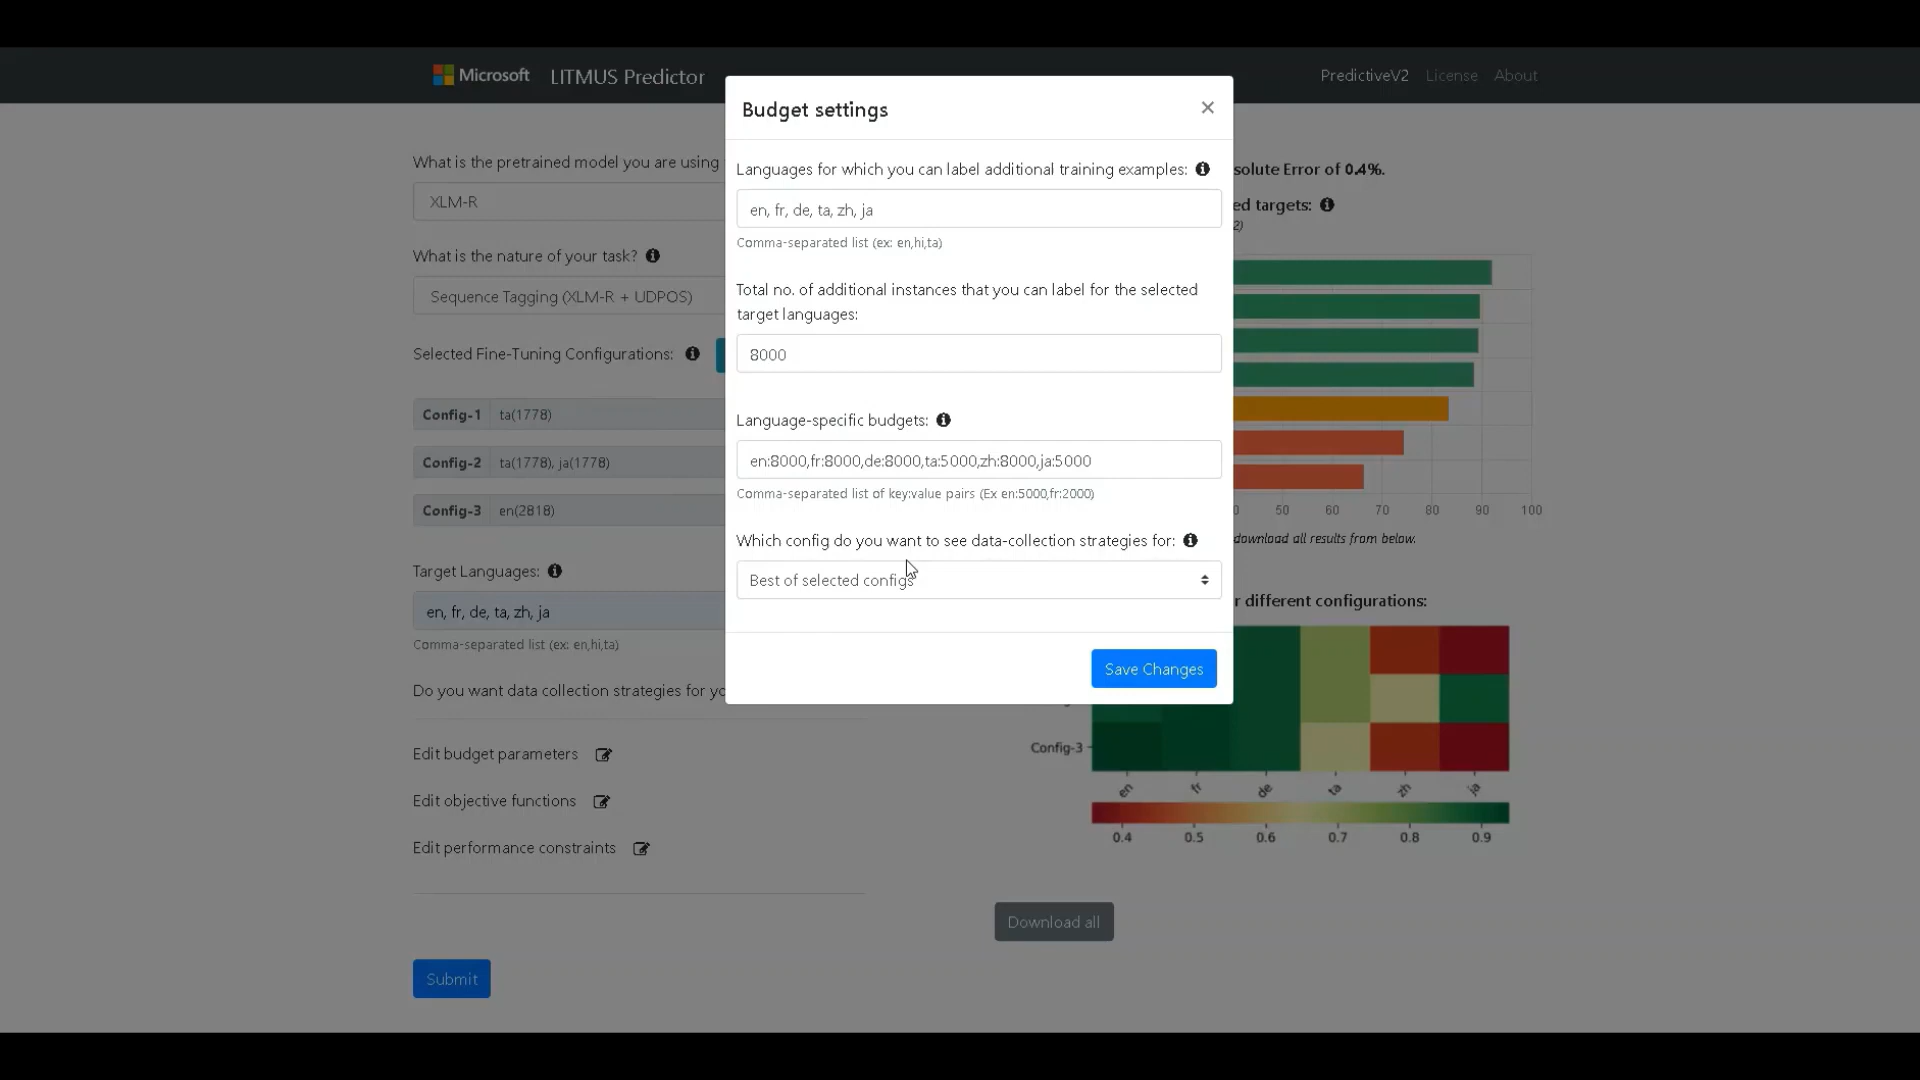 Microsoft LITMUS Predictor
PredictiveV2 License About
Budget settings
Languages for which you can label additional training examples:
en, fr, de, ta, zh, ja
Comma-separated list (ex: en,hi,ta)
Total no. of additional instances that you can label for the selected
target languages:
8000
Language-specific budgets:
en:8000,fr:8000,de:8000,ta:5000,zh:8000,ja:5000
Comma-separated list of key:value pairs (Ex en:5000,fr:2000)
Which config do you want to see data-collection strategies for:
Best of selected configs
Save Changes
What is the pretrained model you are using
XLM-R
What is the nature of your task?
Sequence Tagging (XLM-R + UDPOS)
Selected Fine-Tuning Configurations:
Config-1 ta(1778)
Config-2 ta(1778), ja(1778)
Config-3 en(2818)
Target Languages:
en, fr, de, ta, zh, ja
Comma-separated list (ex: en,hi,ta)
Do you want data collection strategies for
Edit budget parameters
Edit objective functions
Edit performance constraints
Submit
solute Error of 0.4%.
ed targets:
2)
50 60 70 80 90 100
download all results from below.
r different configurations:
Config-3
en fr de ta zh ja
0.4 0.5 0.6 0.7 0.8 0.9
Download all